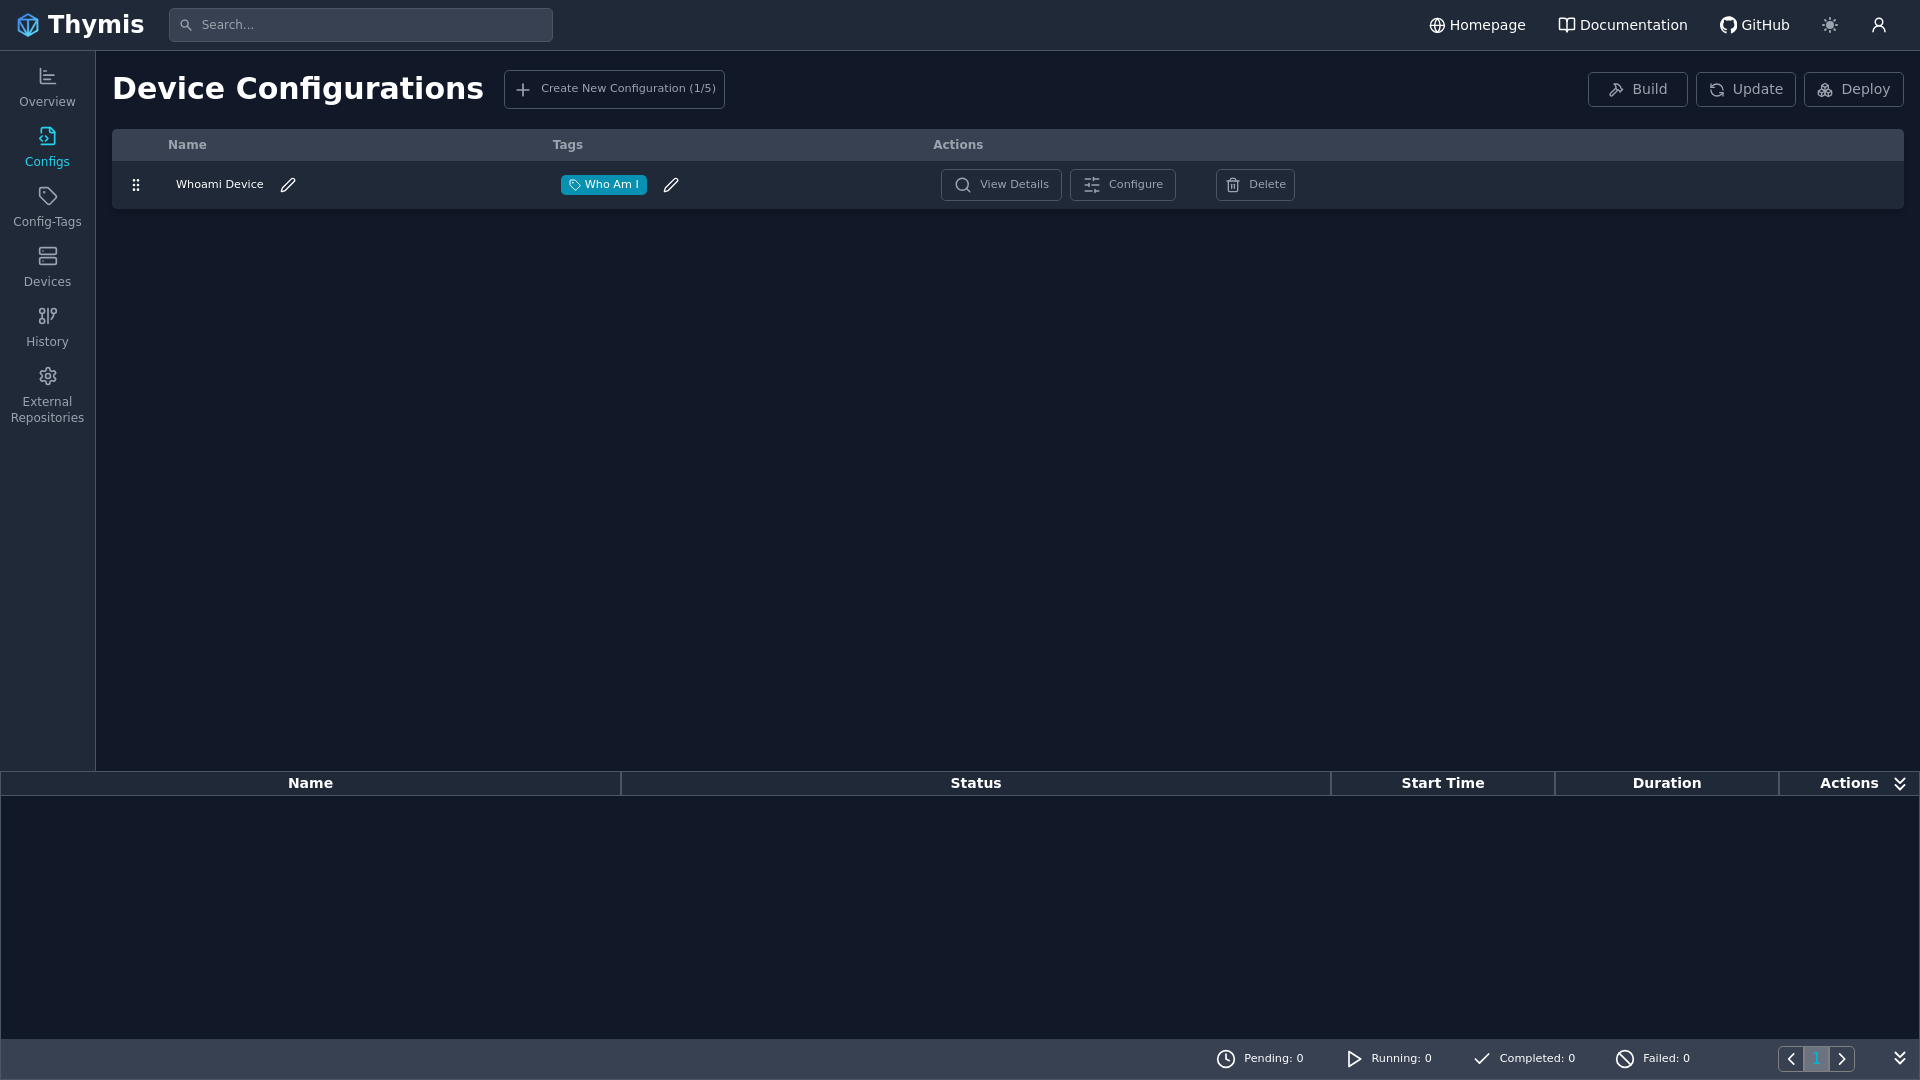 Thymis
Search...
Homepage
Documentation
GitHub
Overview
Configs
Config-Tags
Devices
History
External
Repositories
Device Configurations
Create New Configuration (1/5)
Build
Update
Deploy
Name
Tags
Actions
Whoami Device
Who Am I
View Details
Configure
Delete
Name
Status
Start Time
Duration
Actions
Pending: 0
Running: 0
Completed: 0
Failed: 0
1